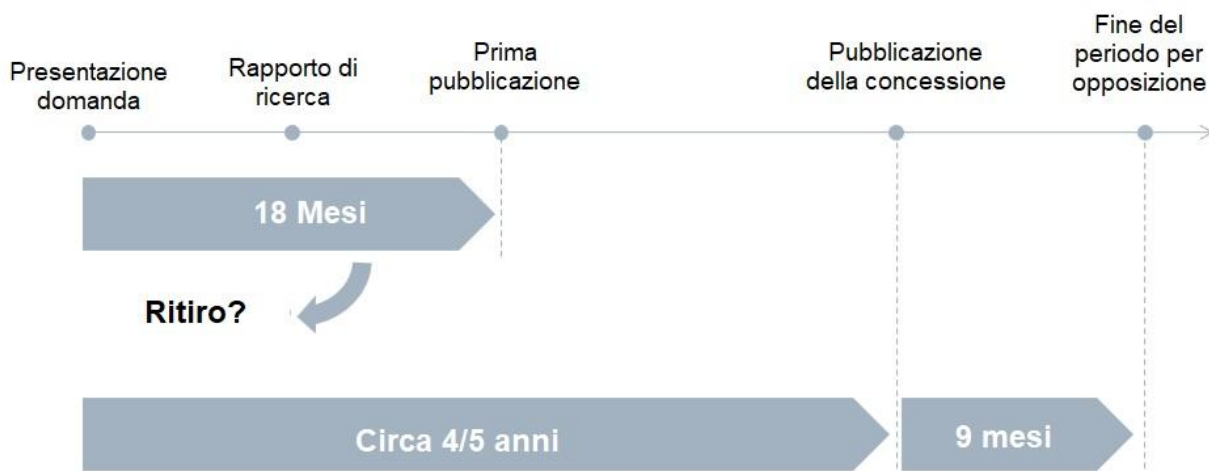 Presentazione
domanda
Rapporto di
ricerca
Prima
pubblicazione
Pubblicazione
della concessione
Fine del
periodo per
opposizione
18 Mesi
Ritiro?
Circa 4/5 anni
9 mesi